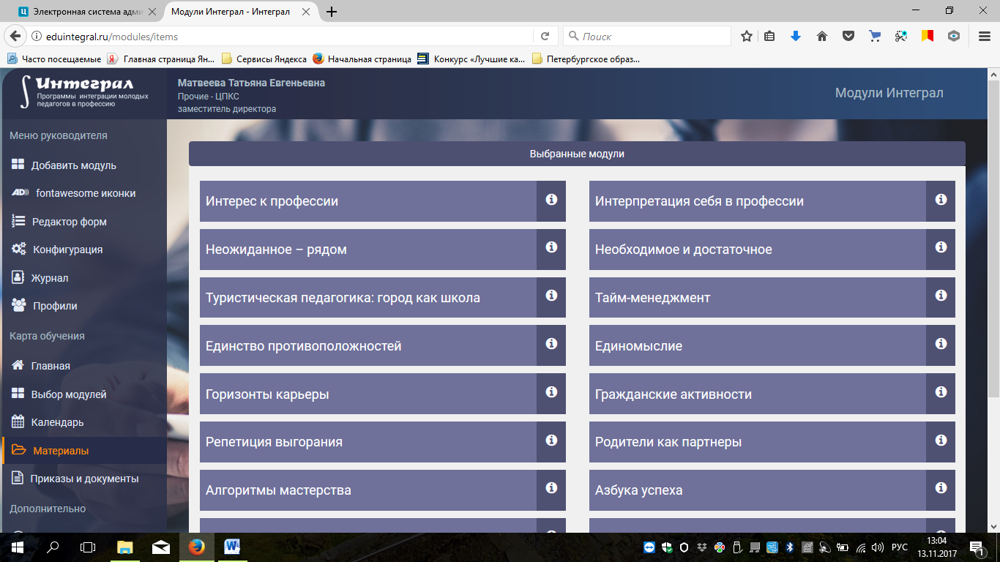 Электронная система адми
Модули Интеграл - Интеграл
eduintegral.ru/modules/items
Поиск
Часто посещаемые
Главная страница Ян...
Сервисы Яндекса
Начальная страница
Конкурс «Лучшие ка...
Петербургское образ...
Интеграл
Программы интеграции молодых
педагогов в профессию
Матвеева Татьяна Евгеньевна
Прочие - ЦПКС
заместитель директора
Модули Интеграл
Меню руководителя
Добавить модуль
fontawesome иконки
Редактор форм
Конфигурация
Журнал
Профили
Карта обучения
Главная
Выбор модулей
Календарь
Материалы
Приказы и документы
Дополнительно
Выбранные модули
Интерес к профессии
Интерпретация себя в профессии
Неожиданное – рядом
Необходимое и достаточное
Туристическая педагогика: город как школа
Тайм-менеджмент
Единство противоположностей
Единомыслие
Горизонты карьеры
Гражданские активности
Репетиция выгорания
Родители как партнеры
Алгоритмы мастерства
Азбука успеха
РУС
13:04
13.11.2017
1